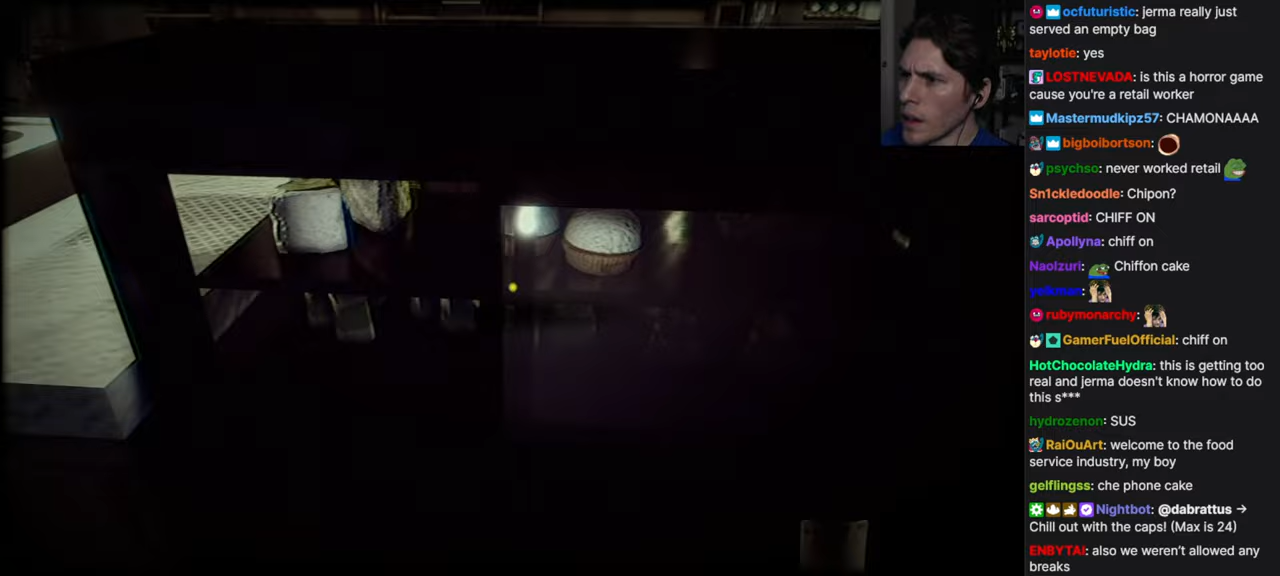 ocfuturistic: jerma really just
served an empty bag
taylotie: yes
LOSTNEVADA: is this a horror game
cause you're a retail worker
Mastermudkipz57: CHAMONAAAA
bigboibortson:
psychso: never worked retail
Sn1ckledoodle: Chipon?
sarcoptid: CHIFF ON
Apollyna: chiff on
Naolzuri: Chiffon cake
yelkman:
rubymonarchy:
GamerFuelOfficial: chiff on
HotChocolateHydra: this is getting too
real and jerma doesn't know how to do
this s***
hydrozenon: SUS
RaiOuArt: welcome to the food
service industry, my boy
gelflingss: che phone cake
Nightbot: @dabrattus →
Chill out with the caps! (Max is 24)
ENBYTAI: also we weren't allowed any
breaks